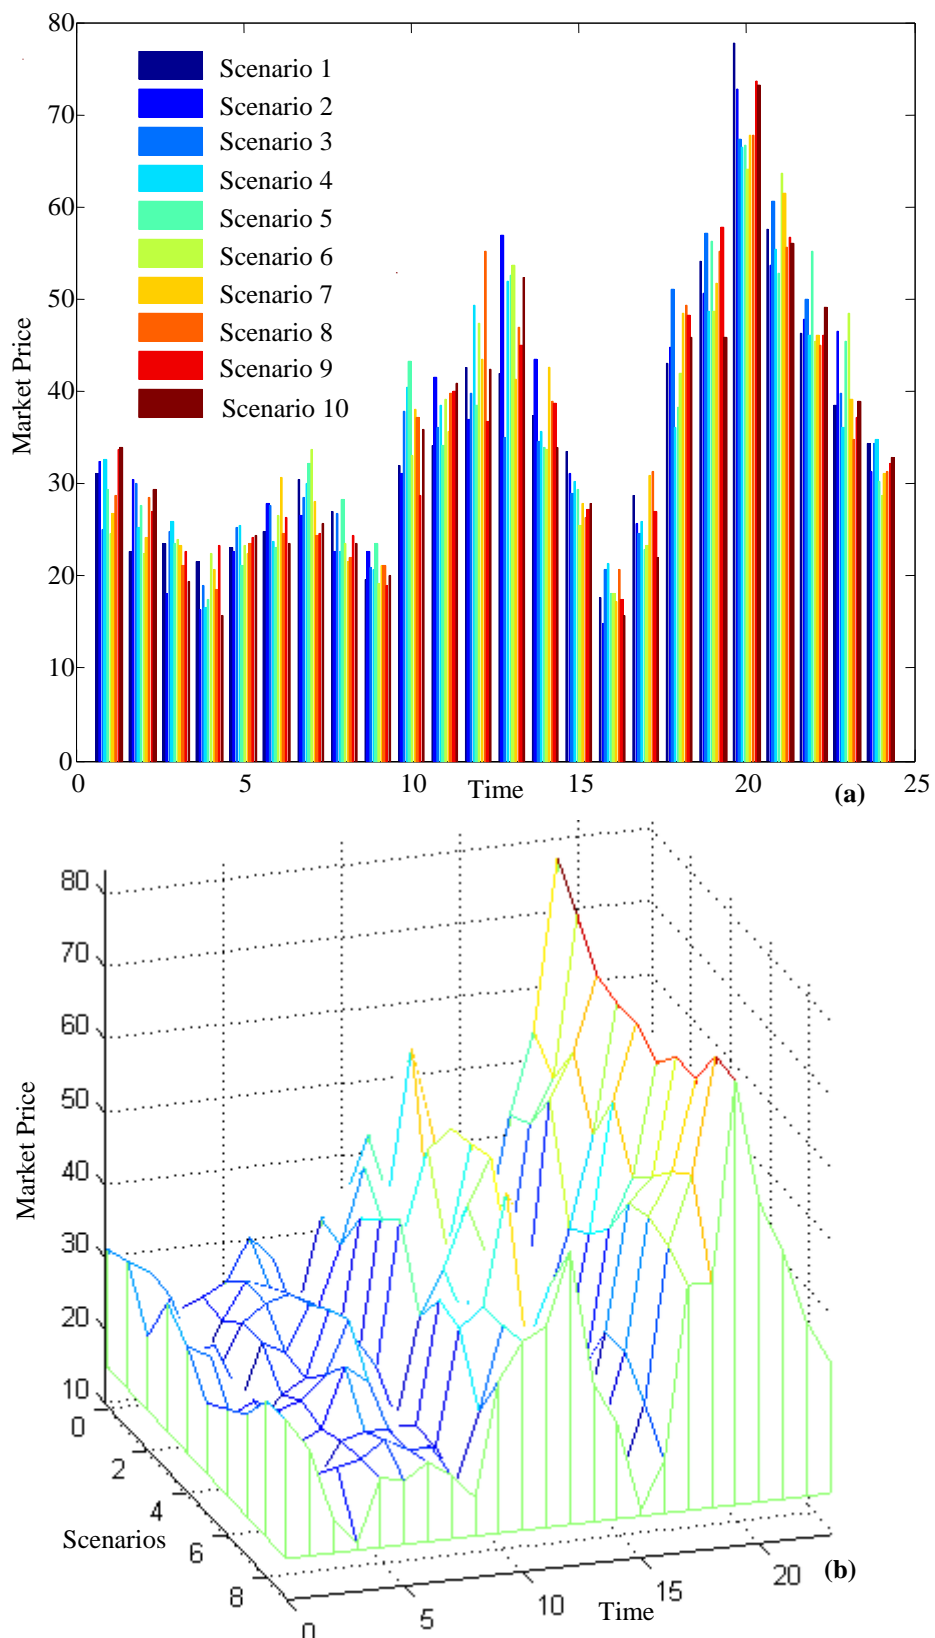 80
70
60
50
40
30
20
10
0
Market Price
Scenario 1
Scenario 2
Scenario 3
Scenario 4
Scenario 5
Scenario 6
Scenario 7
Scenario 8
Scenario 9
Scenario 10
0 5 10 15 20 25
Time
(a)
80
70
60
50
40
30
20
10
Market Price
0
2
4
6
8
Scenarios
0 5 10 15 20
Time
(b)